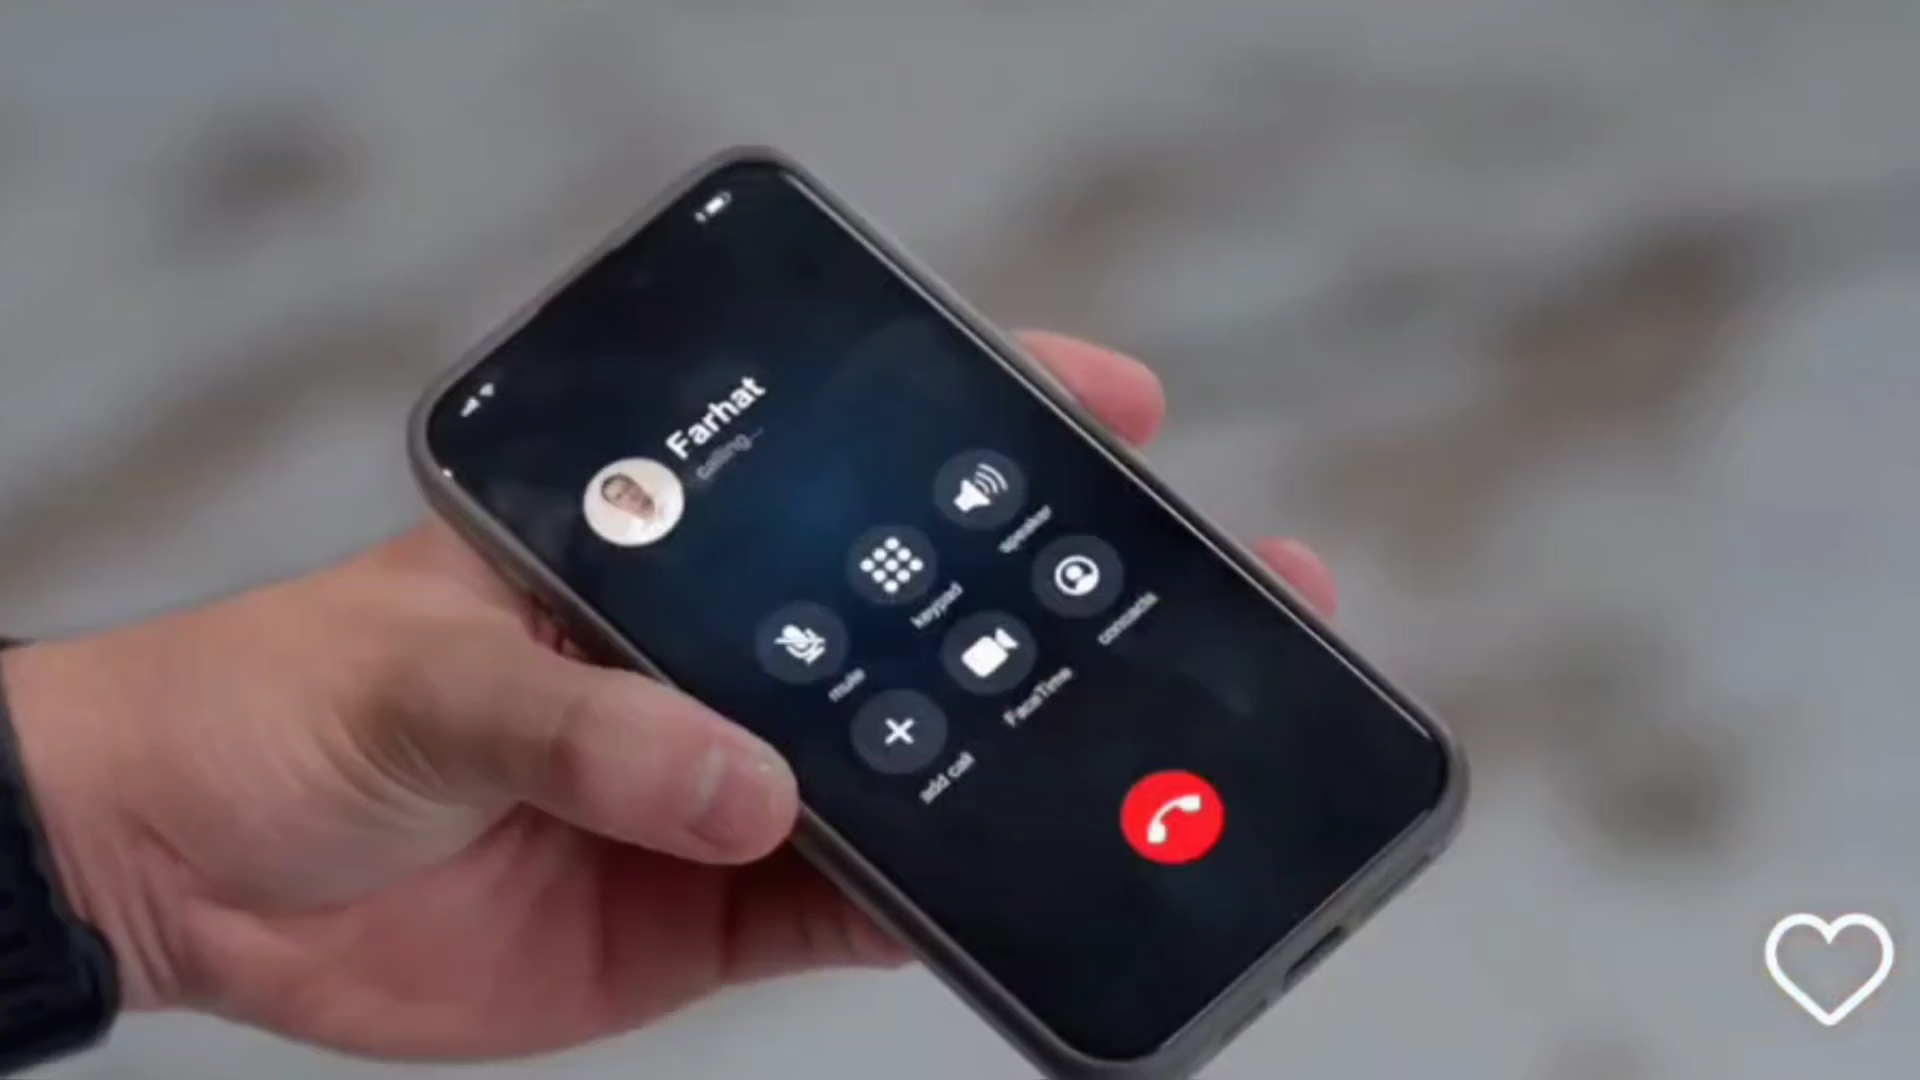 Farhat
calling...
mute
keypad
speaker
add call
FaceTime
contacts